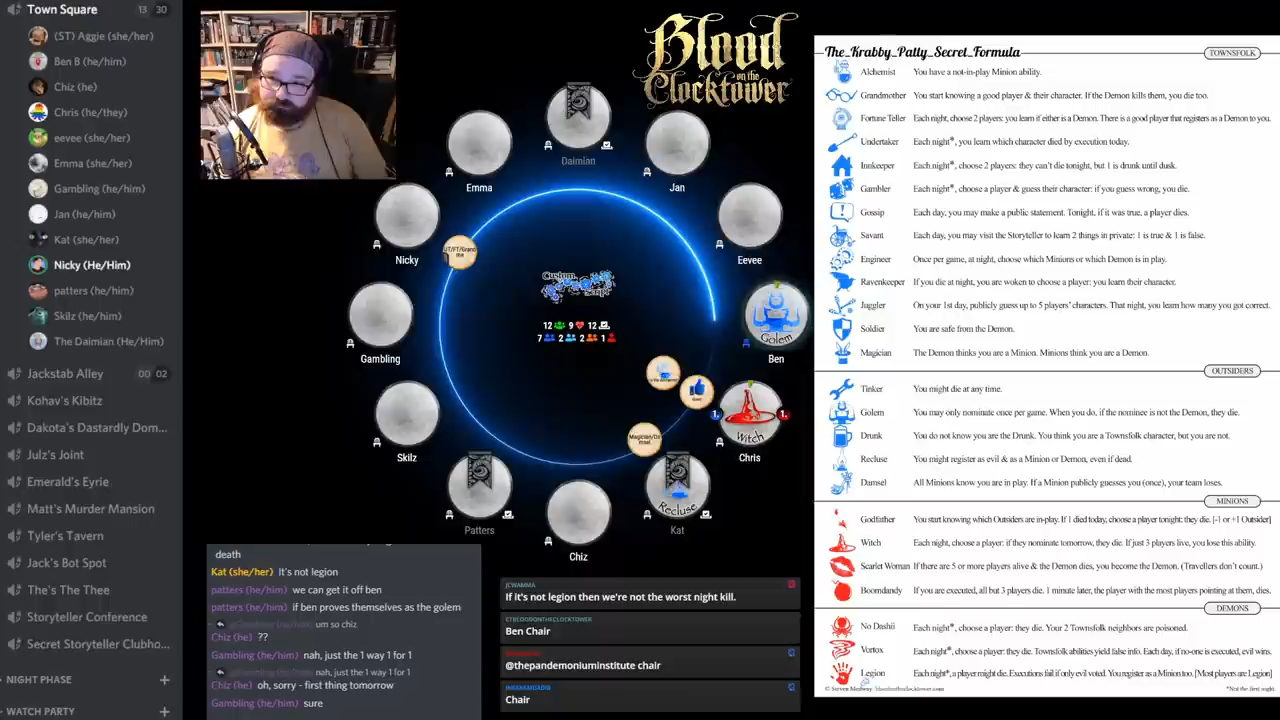 Town Square
13 30
(ST) Aggie (she/her)
Ben B (he/him)
Chiz (he)
Chris (he/they)
eevee (she/her)
Emma (she/her)
Gambling (he/him)
Jan (he/him)
Kat (she/her)
Nicky (He/Him)
patters (he/him)
Skilz (he/him)
The Daimian (He/Him)
Jackstab Alley
00 02
Kohav's Kibitz
Dakota's Dastardly Dom...
Julz's Joint
Emerald's Eyrie
Matt's Murder Mansion
Tyler's Tavern
Jack's Bot Spot
The's The Thee
Storyteller Conference
Secret Storyteller Clubho...
NIGHT PHASE
WATCH PARTY
Blood
on the
Clocktower
Daimian
Emma
Jan
Nicky
Eevee
Gambling
Golem
Ben
Skilz
Witch
Chris
Patters
Chiz
Recluse
Kat
Custom
Script
12 9 12
7 2 2 1
death
Kat (she/her) It's not legion
patters (he/him) we can get it off ben
patters (he/him) if ben proves themselves as the golem
um so chiz
Chiz (he) ??
Gambling (he/him) nah, just the 1 way 1 for 1
nah, just the 1 way 1 for 1
Chiz (he) oh, sorry - first thing tomorrow
Gambling (he/him) sure
JCWAMMA
If it's not legion then we're not the worst night kill.
Ben Chair
@thepandemoniuminstitute chair
Chair
The_Krabby_Patty_Secret_Formula
TOWNSFOLK
Alchemist You have a not-in-play Minion ability.
Grandmother You start knowing a good player & their character. If the Demon kills them, you die too.
Fortune Teller Each night, choose 2 players: you learn if either is a Demon. There is a good player that registers as a Demon to you.
Undertaker Each night*, you learn which character died by execution today.
Innkeeper Each night*, choose 2 players: they can't die tonight, but 1 is drunk until dusk.
Gambler Each night*, choose a player & guess their character: if you guess wrong, you die.
Gossip Each day, you may make a public statement. Tonight, if it was true, a player dies.
Savant Each day, you may visit the Storyteller to learn 2 things in private: 1 is true & 1 is false.
Engineer Once per game, at night, choose which Minions or which Demon is in play.
Ravenkeeper If you die at night, you are woken to choose a player: you learn their character.
Juggler On your 1st day, publicly guess up to 5 players' characters. That night, you learn how many you got correct.
Soldier You are safe from the Demon.
Magician The Demon thinks you are a Minion. Minions think you are a Demon.
OUTSIDERS
Tinker You might die at any time.
Golem You may only nominate once per game. When you do, if the nominee is not the Demon, they die.
Drunk You do not know you are the Drunk. You think you are a Townsfolk character, but you are not.
Recluse You might register as evil & as a Minion or Demon, even if dead.
Damsel All Minions know you are in play. If a Minion publicly guesses you (once), your team loses.
MINIONS
Godfather You start knowing which Outsiders are in-play. If 1 died today, choose a player tonight: they die. [-1 or +1 Outsider]
Witch Each night, choose a player: if they nominate tomorrow, they die. If just 3 players live, you lose this ability.
Scarlet Woman If there are 5 or more players alive & the Demon dies, you become the Demon. (Travellers don't count.)
Boomdandy If you are executed, all but 3 players die. 1 minute later, the player with the most players pointing at them, dies.
DEMONS
No Dashii Each night*, choose a player: they die. Your 2 Townsfolk neighbors are poisoned.
Vortox Each night*, choose a player: they die. Townsfolk abilities yield false info. Each day, if no-one is executed, evil wins.
Legion Each night*, a player might die. Executions fail if only evil voted. You register as a Minion too. [Most players are Legion]
© Steven Medway, bloodontheclocktower.com
*Not the first night.